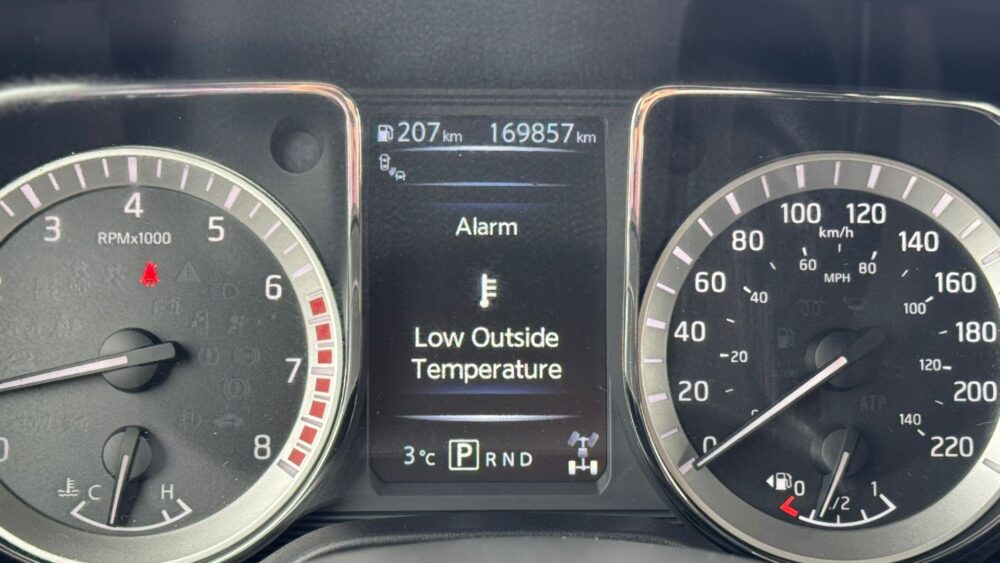 207 km 169857 km
Alarm
Low Outside
Temperature
3°C P R N D
3 4 5 6 7 8
RPMx1000
C H
0 20 40 60 80 100 120 140 160 180 200 220
km/h
20 40 60 80 100 120 140
MPH
0 1/2 1